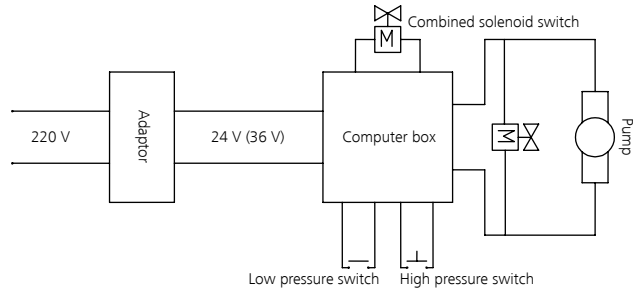 Combined solenoid switch
M
220 V
Adaptor
24 V (36 V)
Computer box
M
Pump
Low pressure switch
High pressure switch